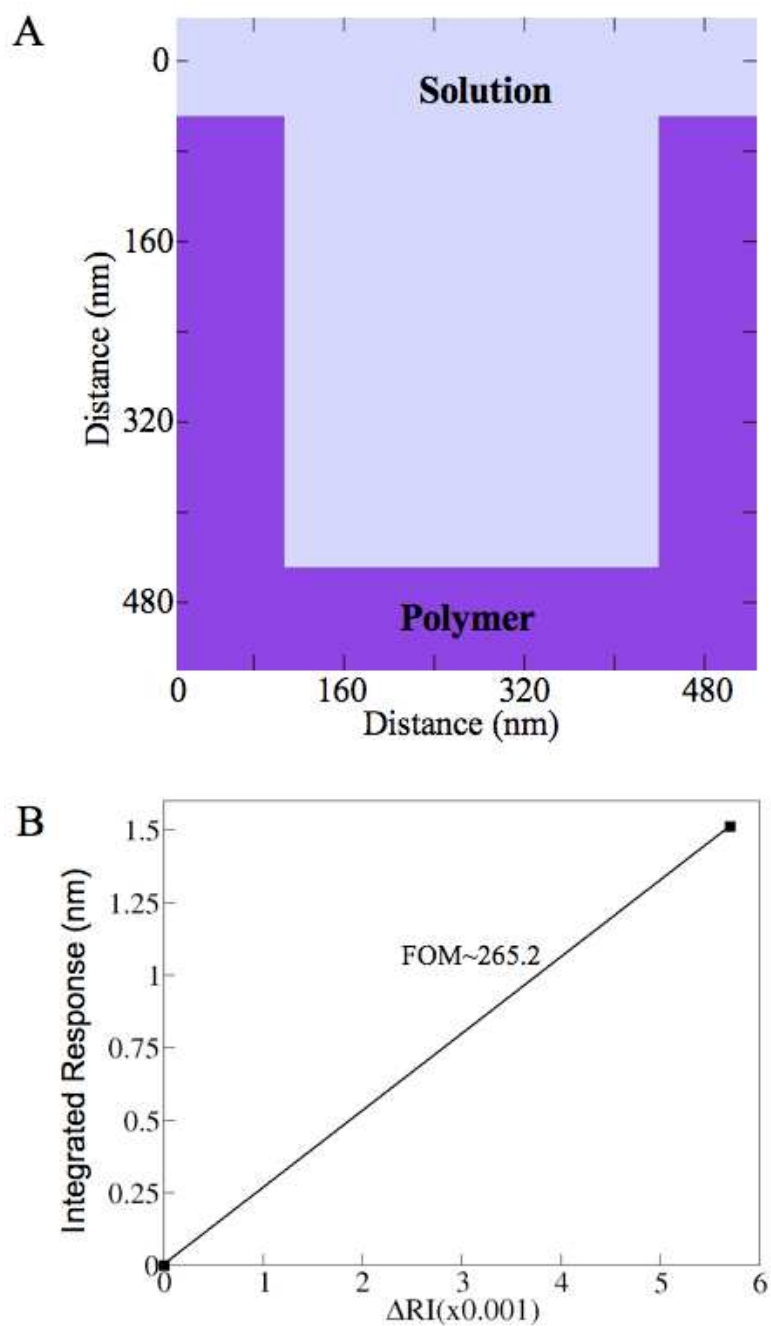 A
0
Solution
160
Distance (nm)
320
480
Polymer
0 160 320 480
Distance (nm)
B
1.5
1.25
FOM~265.2
1
Integrated Response (nm)
0.75
0.5
0.25
0
0 1 2 3 4 5 6
ΔRI(x0.001)